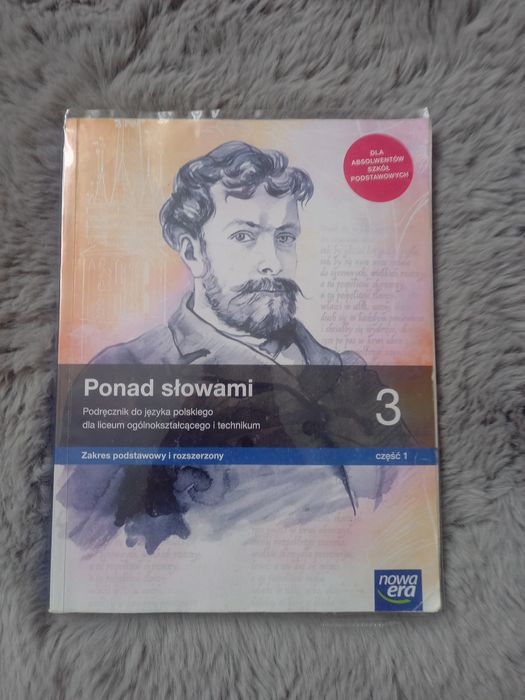 DLA
ABSOLWENTÓW
SZKÓŁ
PODSTAWOWYCH
Ponad słowami
Podręcznik do języka polskiego
dla liceum ogólnokształcącego i technikum
3
Zakres podstawowy i rozszerzony
część 1
nowa
era